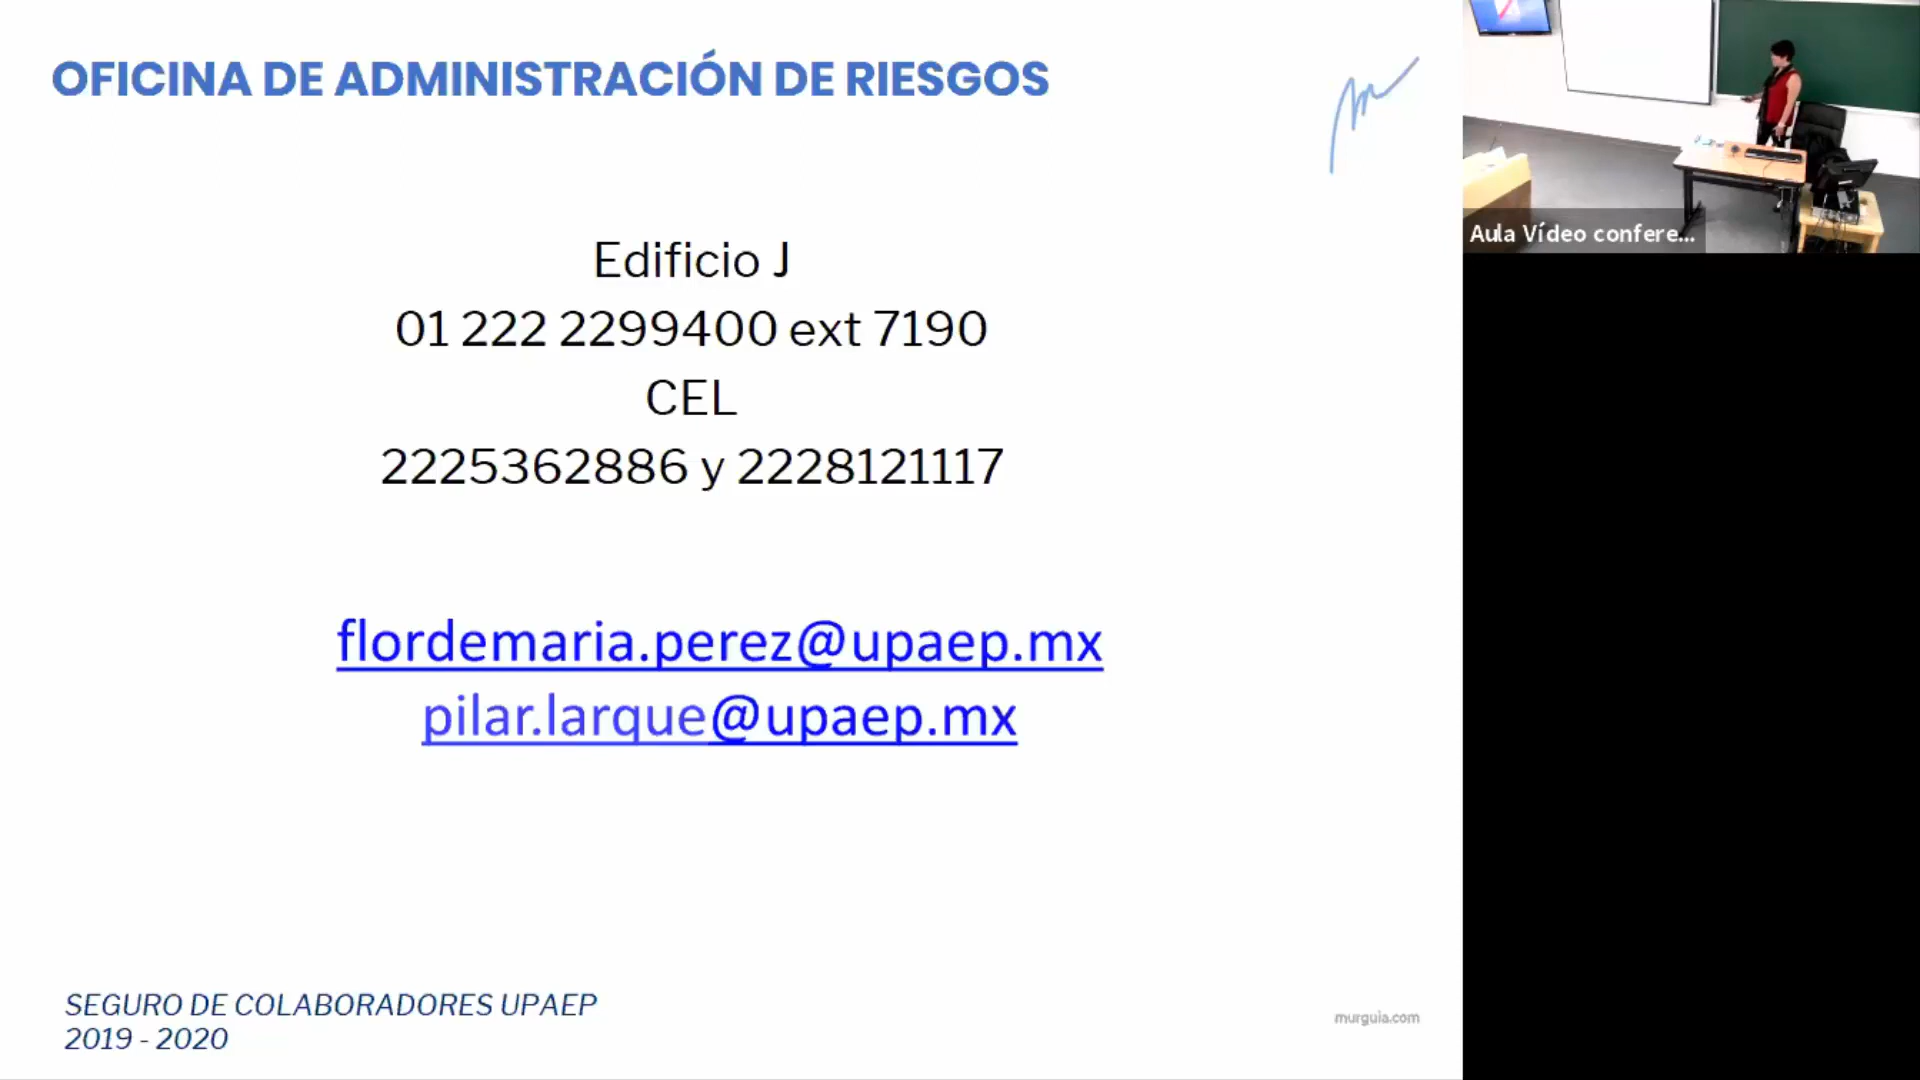 OFICINA DE ADMINISTRACIÓN DE RIESGOS
Edificio J
01 222 2299400 ext 7190
CEL
2225362886 y 2228121117
flordemaria.perez@upaep.mx
pilar.larque@upaep.mx
SEGURO DE COLABORADORES UPAEP
2019 - 2020
murguia.com
Aula Vídeo confere...